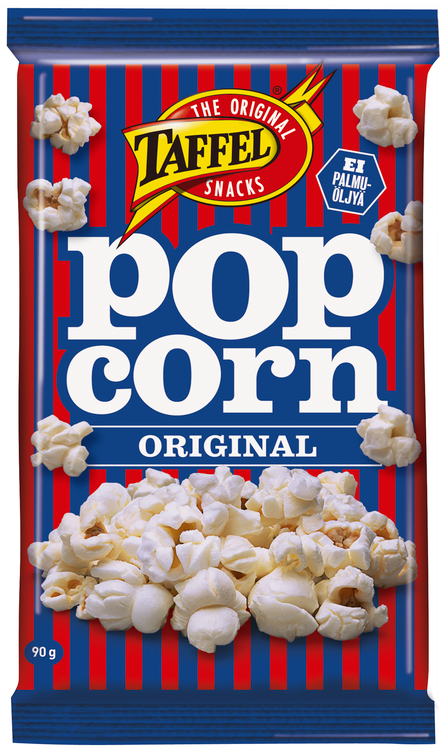 THE ORIGINAL
TAFFEL®
SNACKS
EI
PALMU-
ÖLJYÄ
pop
corn
ORIGINAL
90 g